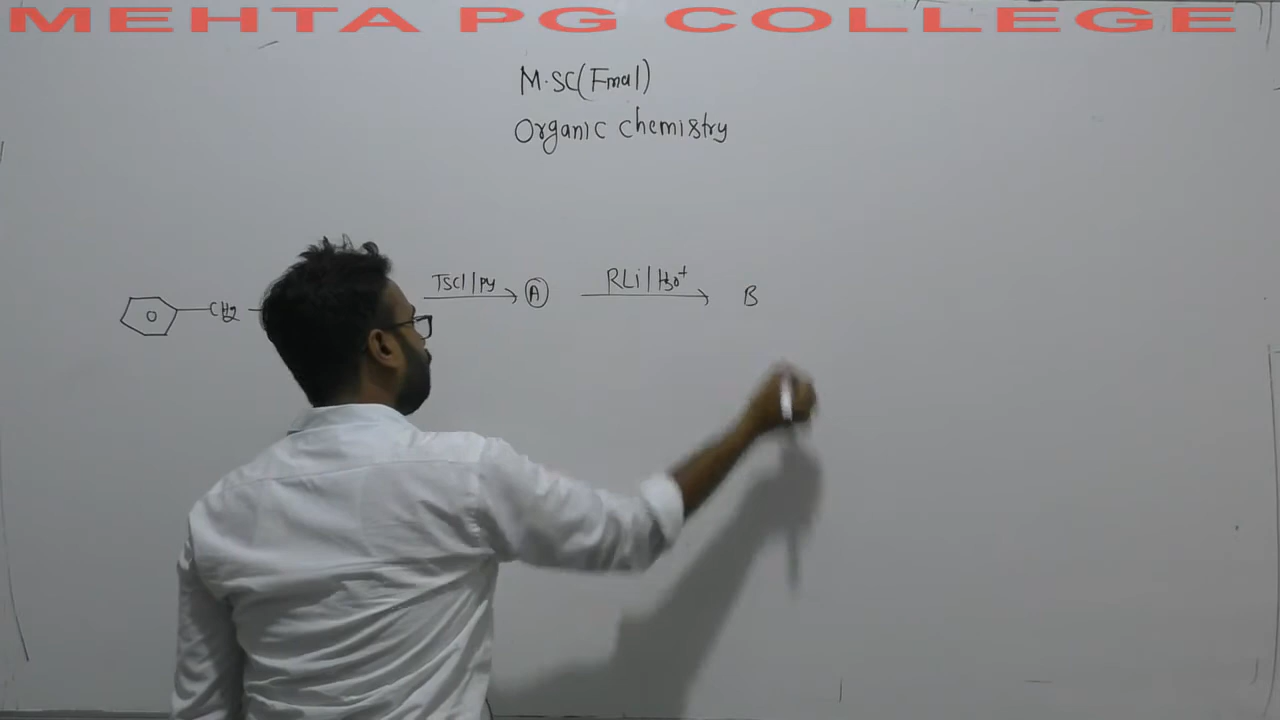 MEHTA PG COLLEGE
M.SC(Final)
Organic chemistry
CH2 TSCl/Py A RLi/H3O+ B